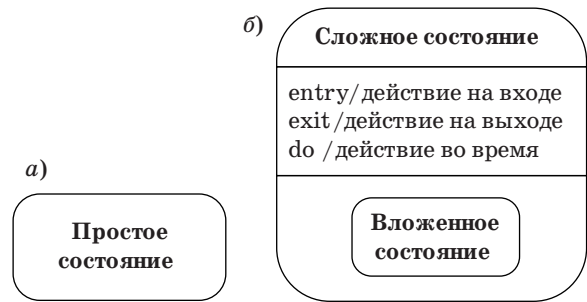 а)
Простое
состояние
б)
Сложное состояние
entry/действие на входе
exit/действие на выходе
do /действие во время
Вложенное
состояние